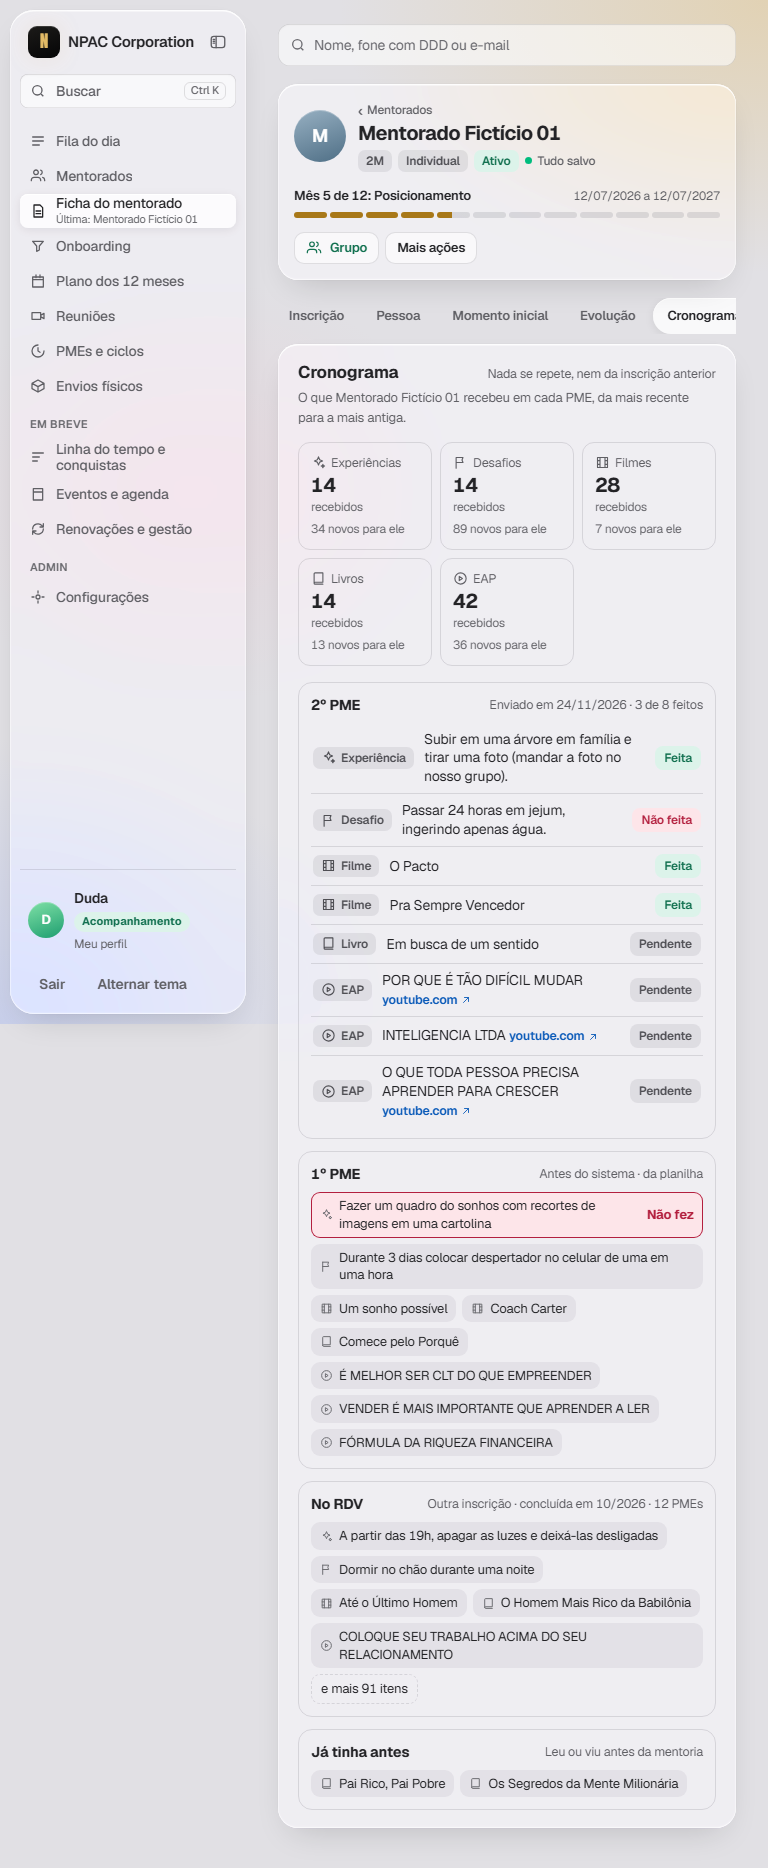 N
NPAC Corporation
Buscar
Ctrl K
Fila do dia
Mentorados
Ficha do mentorado
Última: Mentorado Fictício 01
Onboarding
Plano dos 12 meses
Reuniões
PMEs e ciclos
Envios físicos
EM BREVE
Linha do tempo e
conquistas
Eventos e agenda
Renovações e gestão
ADMIN
Configurações
D
Duda
Acompanhamento
Meu perfil
Sair
Alternar tema
Nome, fone com DDD ou e-mail
M
‹ Mentorados
Mentorado Fictício 01
2M
Individual
Ativo
Tudo salvo
Mês 5 de 12: Posicionamento
12/07/2026 a 12/07/2027
Grupo
Mais ações
Inscrição
Pessoa
Momento inicial
Evolução
Cronograma
Cronograma
Nada se repete, nem da inscrição anterior
O que Mentorado Fictício 01 recebeu em cada PME, da mais recente
para a mais antiga.
Experiências
14
recebidos
34 novos para ele
Desafios
14
recebidos
89 novos para ele
Filmes
28
recebidos
7 novos para ele
Livros
14
recebidos
13 novos para ele
EAP
42
recebidos
36 novos para ele
2º PME
Enviado em 24/11/2026 · 3 de 8 feitos
Experiência
Subir em uma árvore em família e
tirar uma foto (mandar a foto no
nosso grupo).
Feita
Desafio
Passar 24 horas em jejum,
ingerindo apenas água.
Não feita
Filme
O Pacto
Feita
Filme
Pra Sempre Vencedor
Feita
Livro
Em busca de um sentido
Pendente
EAP
POR QUE É TÃO DIFÍCIL MUDAR
youtube.com ↗
Pendente
EAP
INTELIGENCIA LTDA youtube.com ↗
Pendente
EAP
O QUE TODA PESSOA PRECISA
APRENDER PARA CRESCER
youtube.com ↗
Pendente
1º PME
Antes do sistema · da planilha
Fazer um quadro do sonhos com recortes de
imagens em uma cartolina
Não fez
Durante 3 dias colocar despertador no celular de uma em
uma hora
Um sonho possível
Coach Carter
Comece pelo Porquê
É MELHOR SER CLT DO QUE EMPREENDER
VENDER É MAIS IMPORTANTE QUE APRENDER A LER
FÓRMULA DA RIQUEZA FINANCEIRA
No RDV
Outra inscrição · concluída em 10/2026 · 12 PMEs
A partir das 19h, apagar as luzes e deixá-las desligadas
Dormir no chão durante uma noite
Até o Último Homem
O Homem Mais Rico da Babilônia
COLOQUE SEU TRABALHO ACIMA DO SEU
RELACIONAMENTO
e mais 91 itens
Já tinha antes
Leu ou viu antes da mentoria
Pai Rico, Pai Pobre
Os Segredos da Mente Milionária